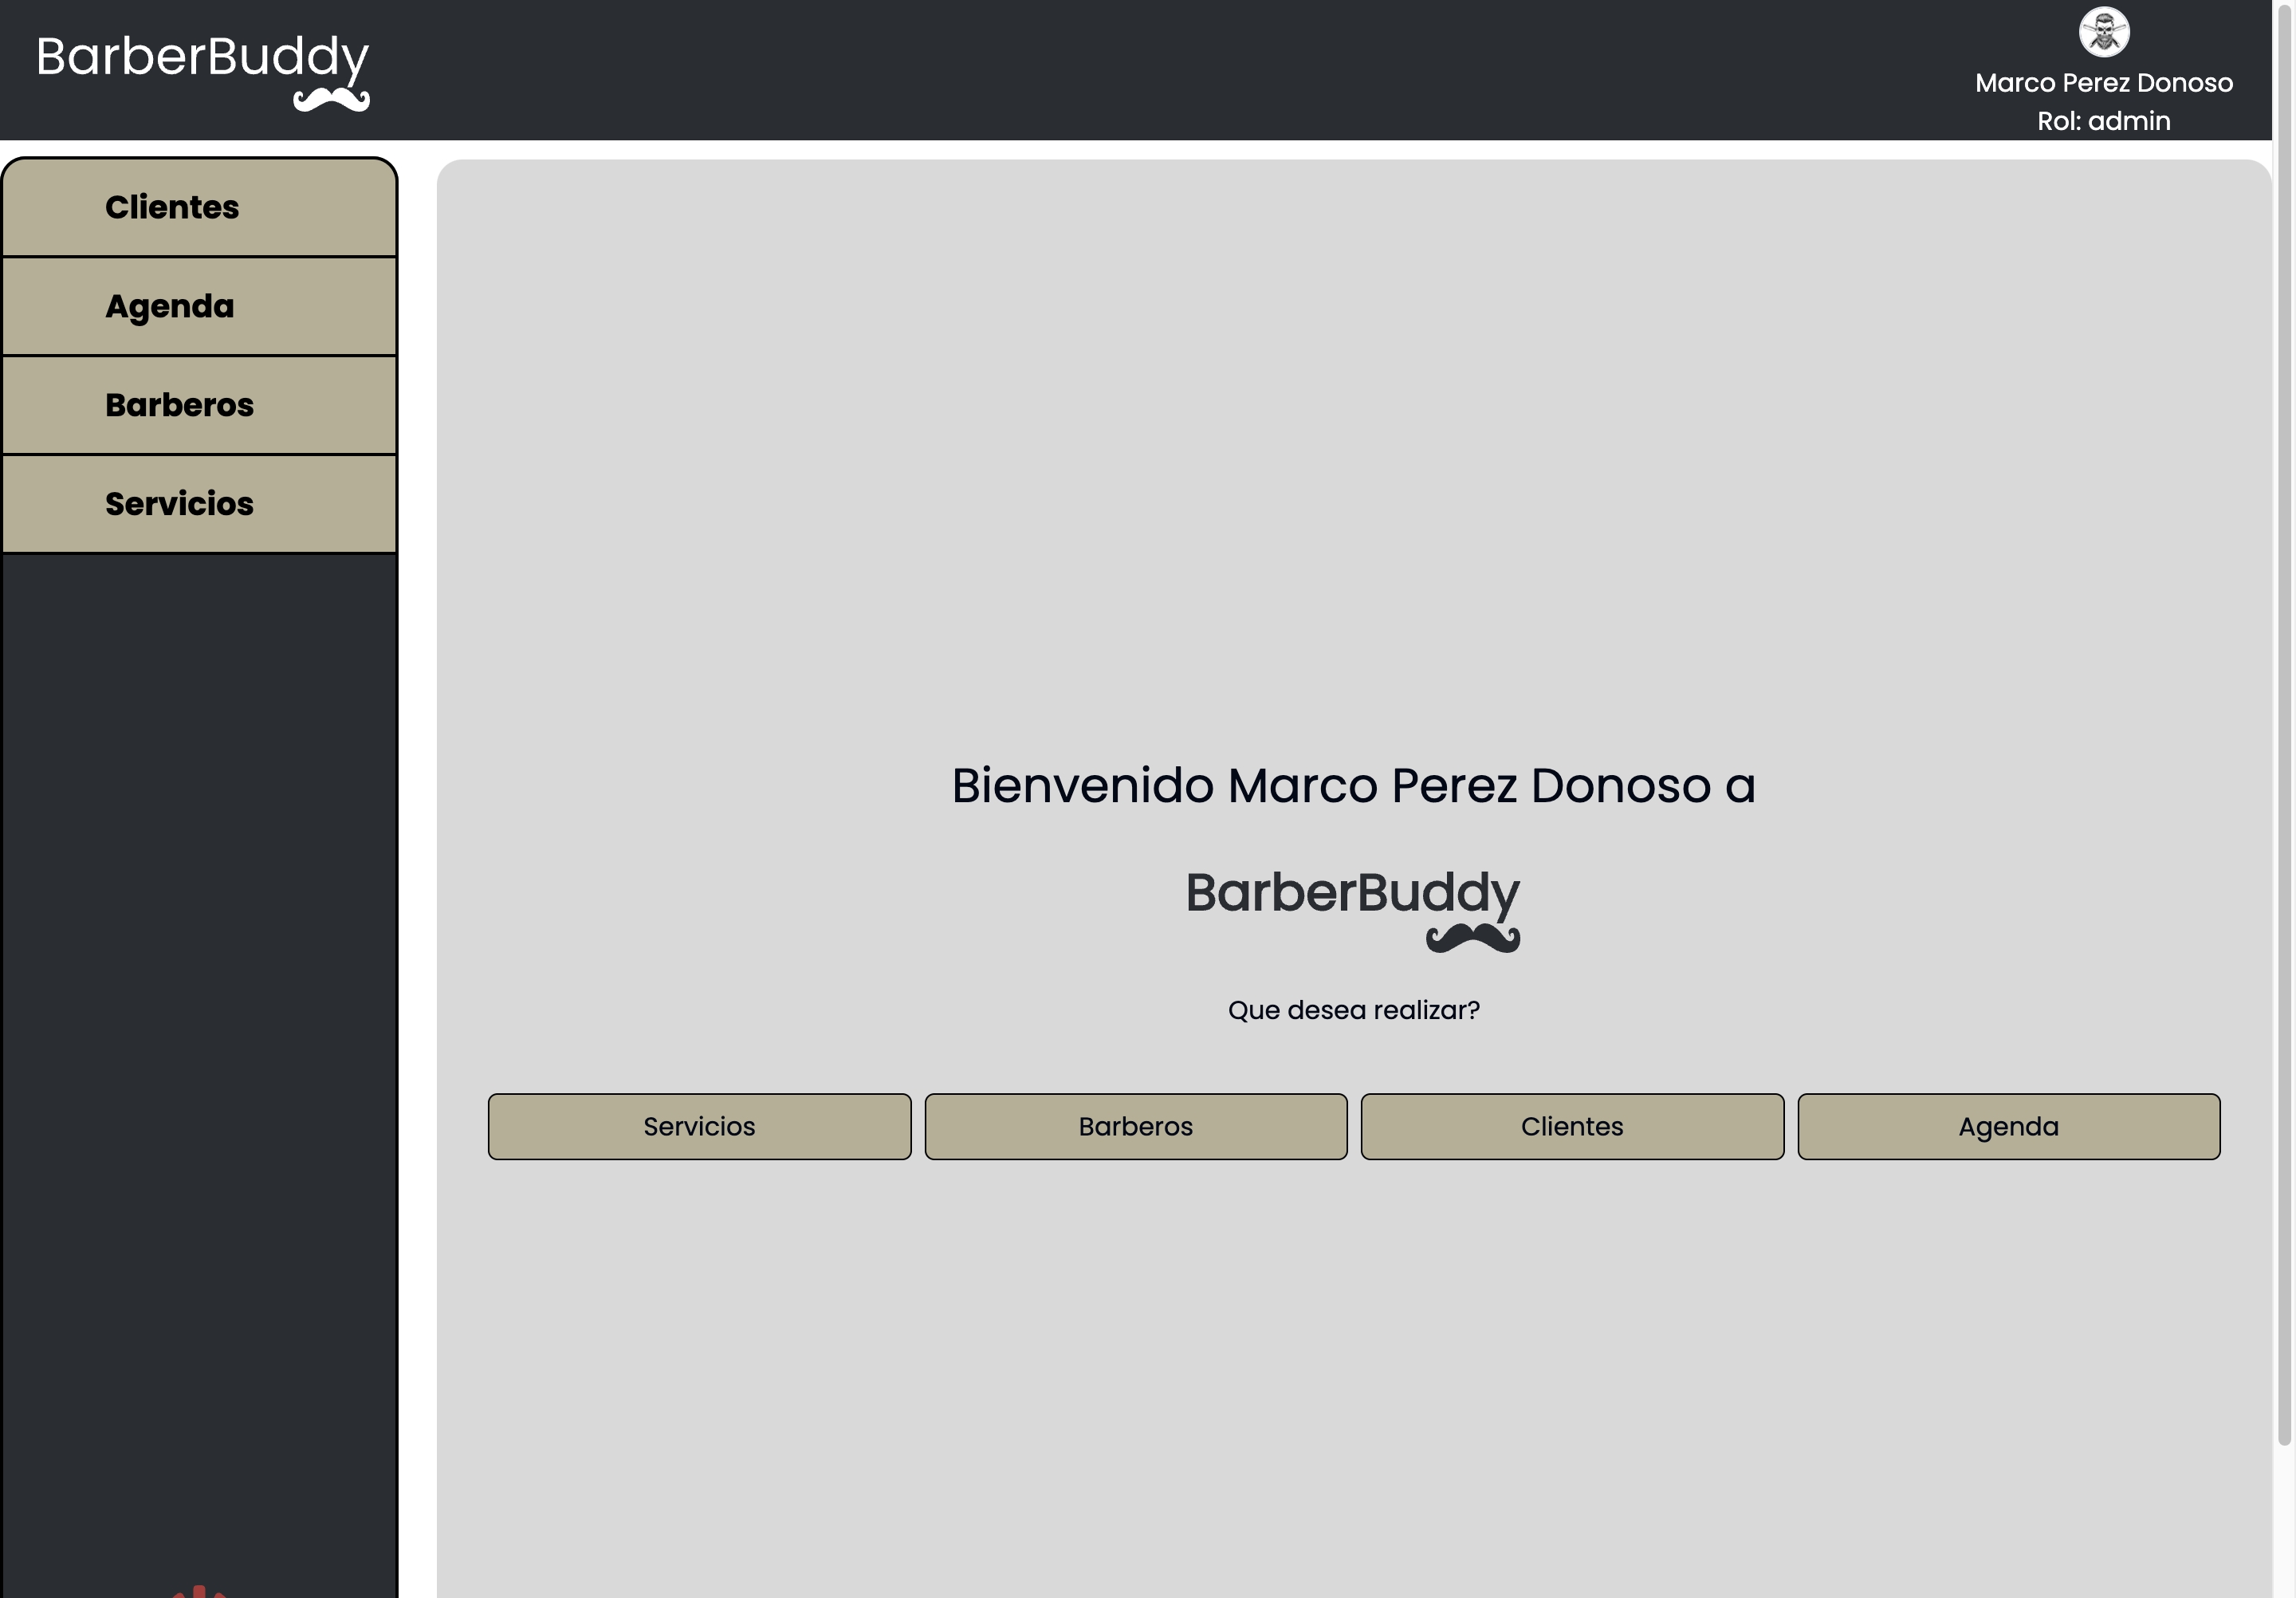 BarberBuddy
Marco Perez Donoso
Rol: admin
Clientes
Agenda
Barberos
Servicios
Bienvenido Marco Perez Donoso a
BarberBuddy
Que desea realizar?
Servicios
Barberos
Clientes
Agenda